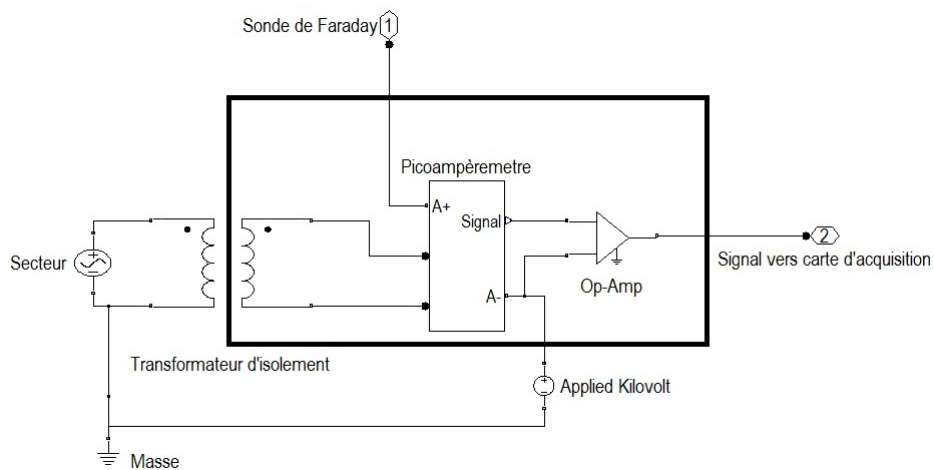 Sonde de Faraday 1
Picoampèremetre
A+
Signal
Secteur
A-
Op-Amp
2
Signal vers carte d'acquisition
Transformateur d'isolement
Applied Kilovolt
Masse